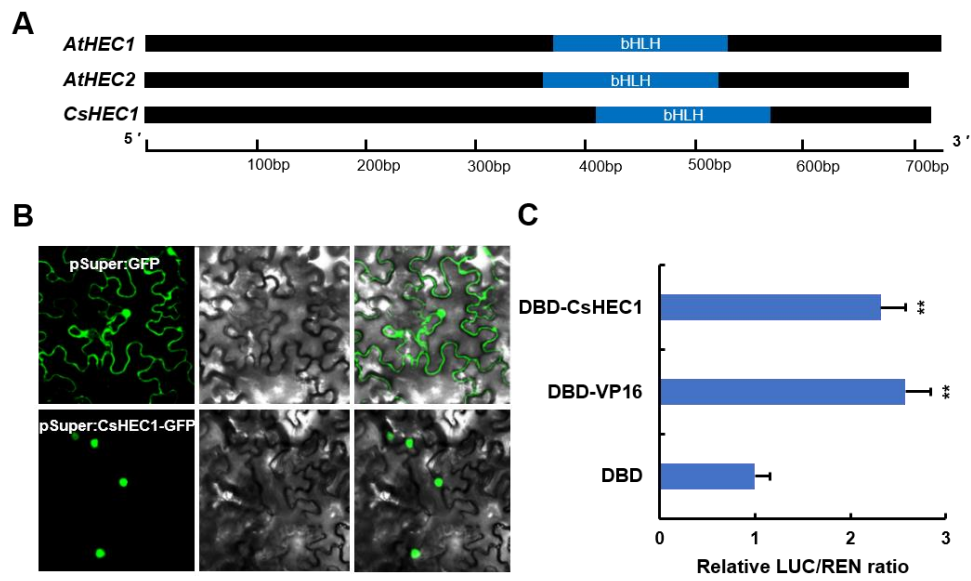 A
AtHEC1 bHLH
AtHEC2 bHLH
CsHEC1 bHLH
5 ′ 3 ′
100bp 200bp 300bp 400bp 500bp 600bp 700bp
B
pSuper:GFP
pSuper:CsHEC1-GFP
C
DBD-CsHEC1 **
DBD-VP16 **
DBD
0 1 2 3
Relative LUC/REN ratio